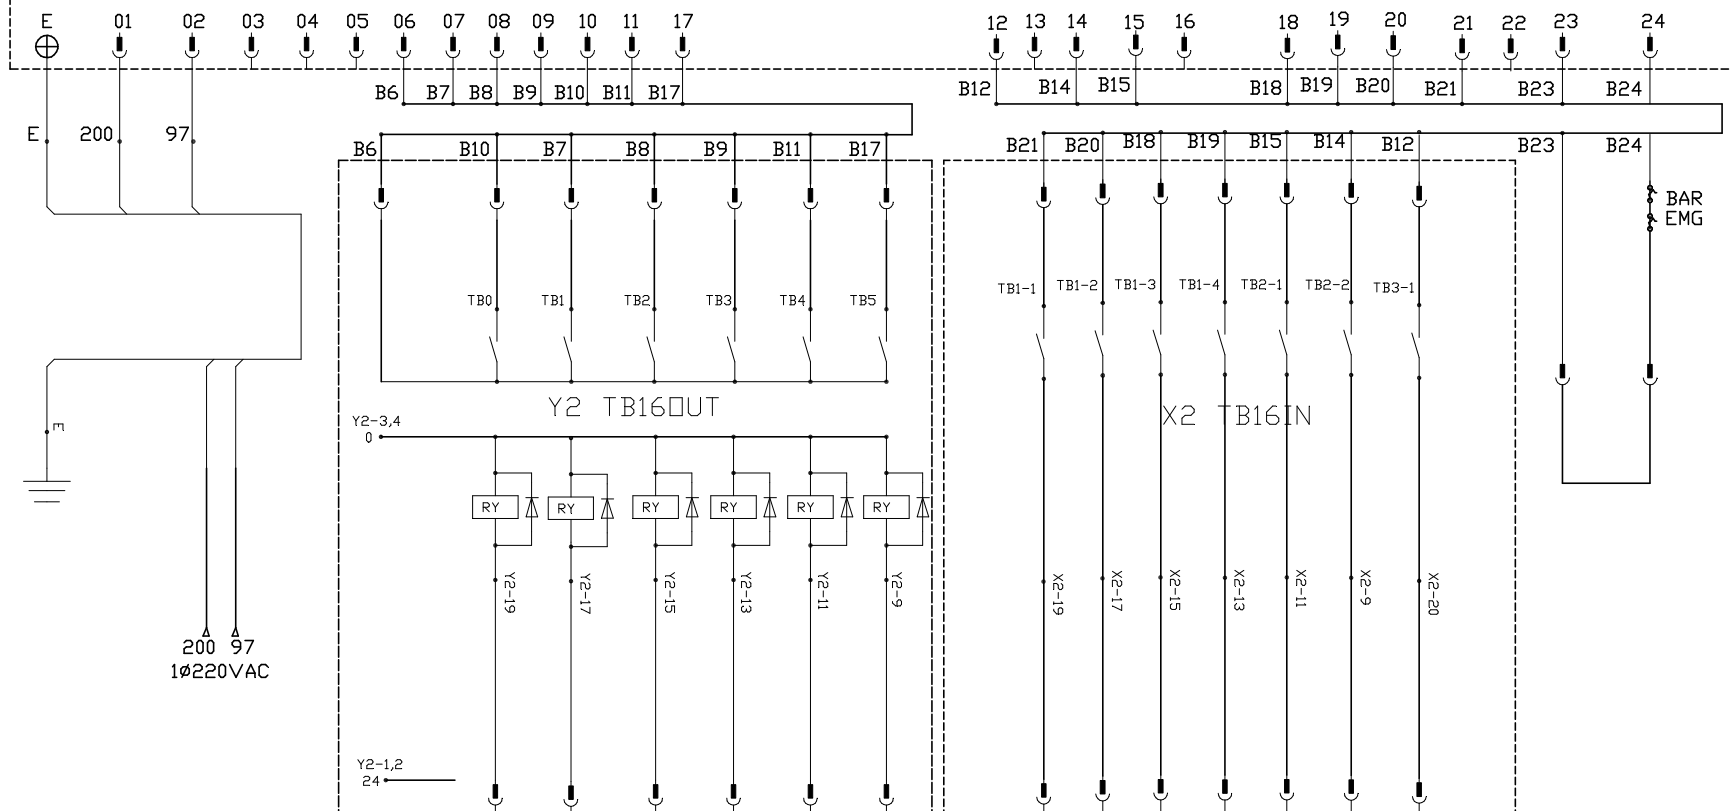 E 01 02 03 04 05 06 07 08 09 10 11 17 12 13 14 15 16 18 19 20 21 22 23 24
B6 B7 B8 B9 B10 B11 B17 B12 B14 B15 B18 B19 B20 B21 B23 B24
E 200 97
B6 B10 B7 B8 B9 B11 B17 B21 B20 B18 B19 B15 B14 B12 B23 B24
BAR
EMG
TB0 TB1 TB2 TB3 TB4 TB5 TB1-1 TB1-2 TB1-3 TB1-4 TB2-1 TB2-2 TB3-1
Y2 TB16OUT X2 TB16IN
Y2-3,4
0
E
RY RY RY RY RY RY
Y2-19 Y2-17 Y2-15 Y2-13 Y2-11 Y2-9 X2-19 X2-17 X2-15 X2-13 X2-11 X2-9 X2-20
200 97
1ø220VAC
Y2-1,2
24